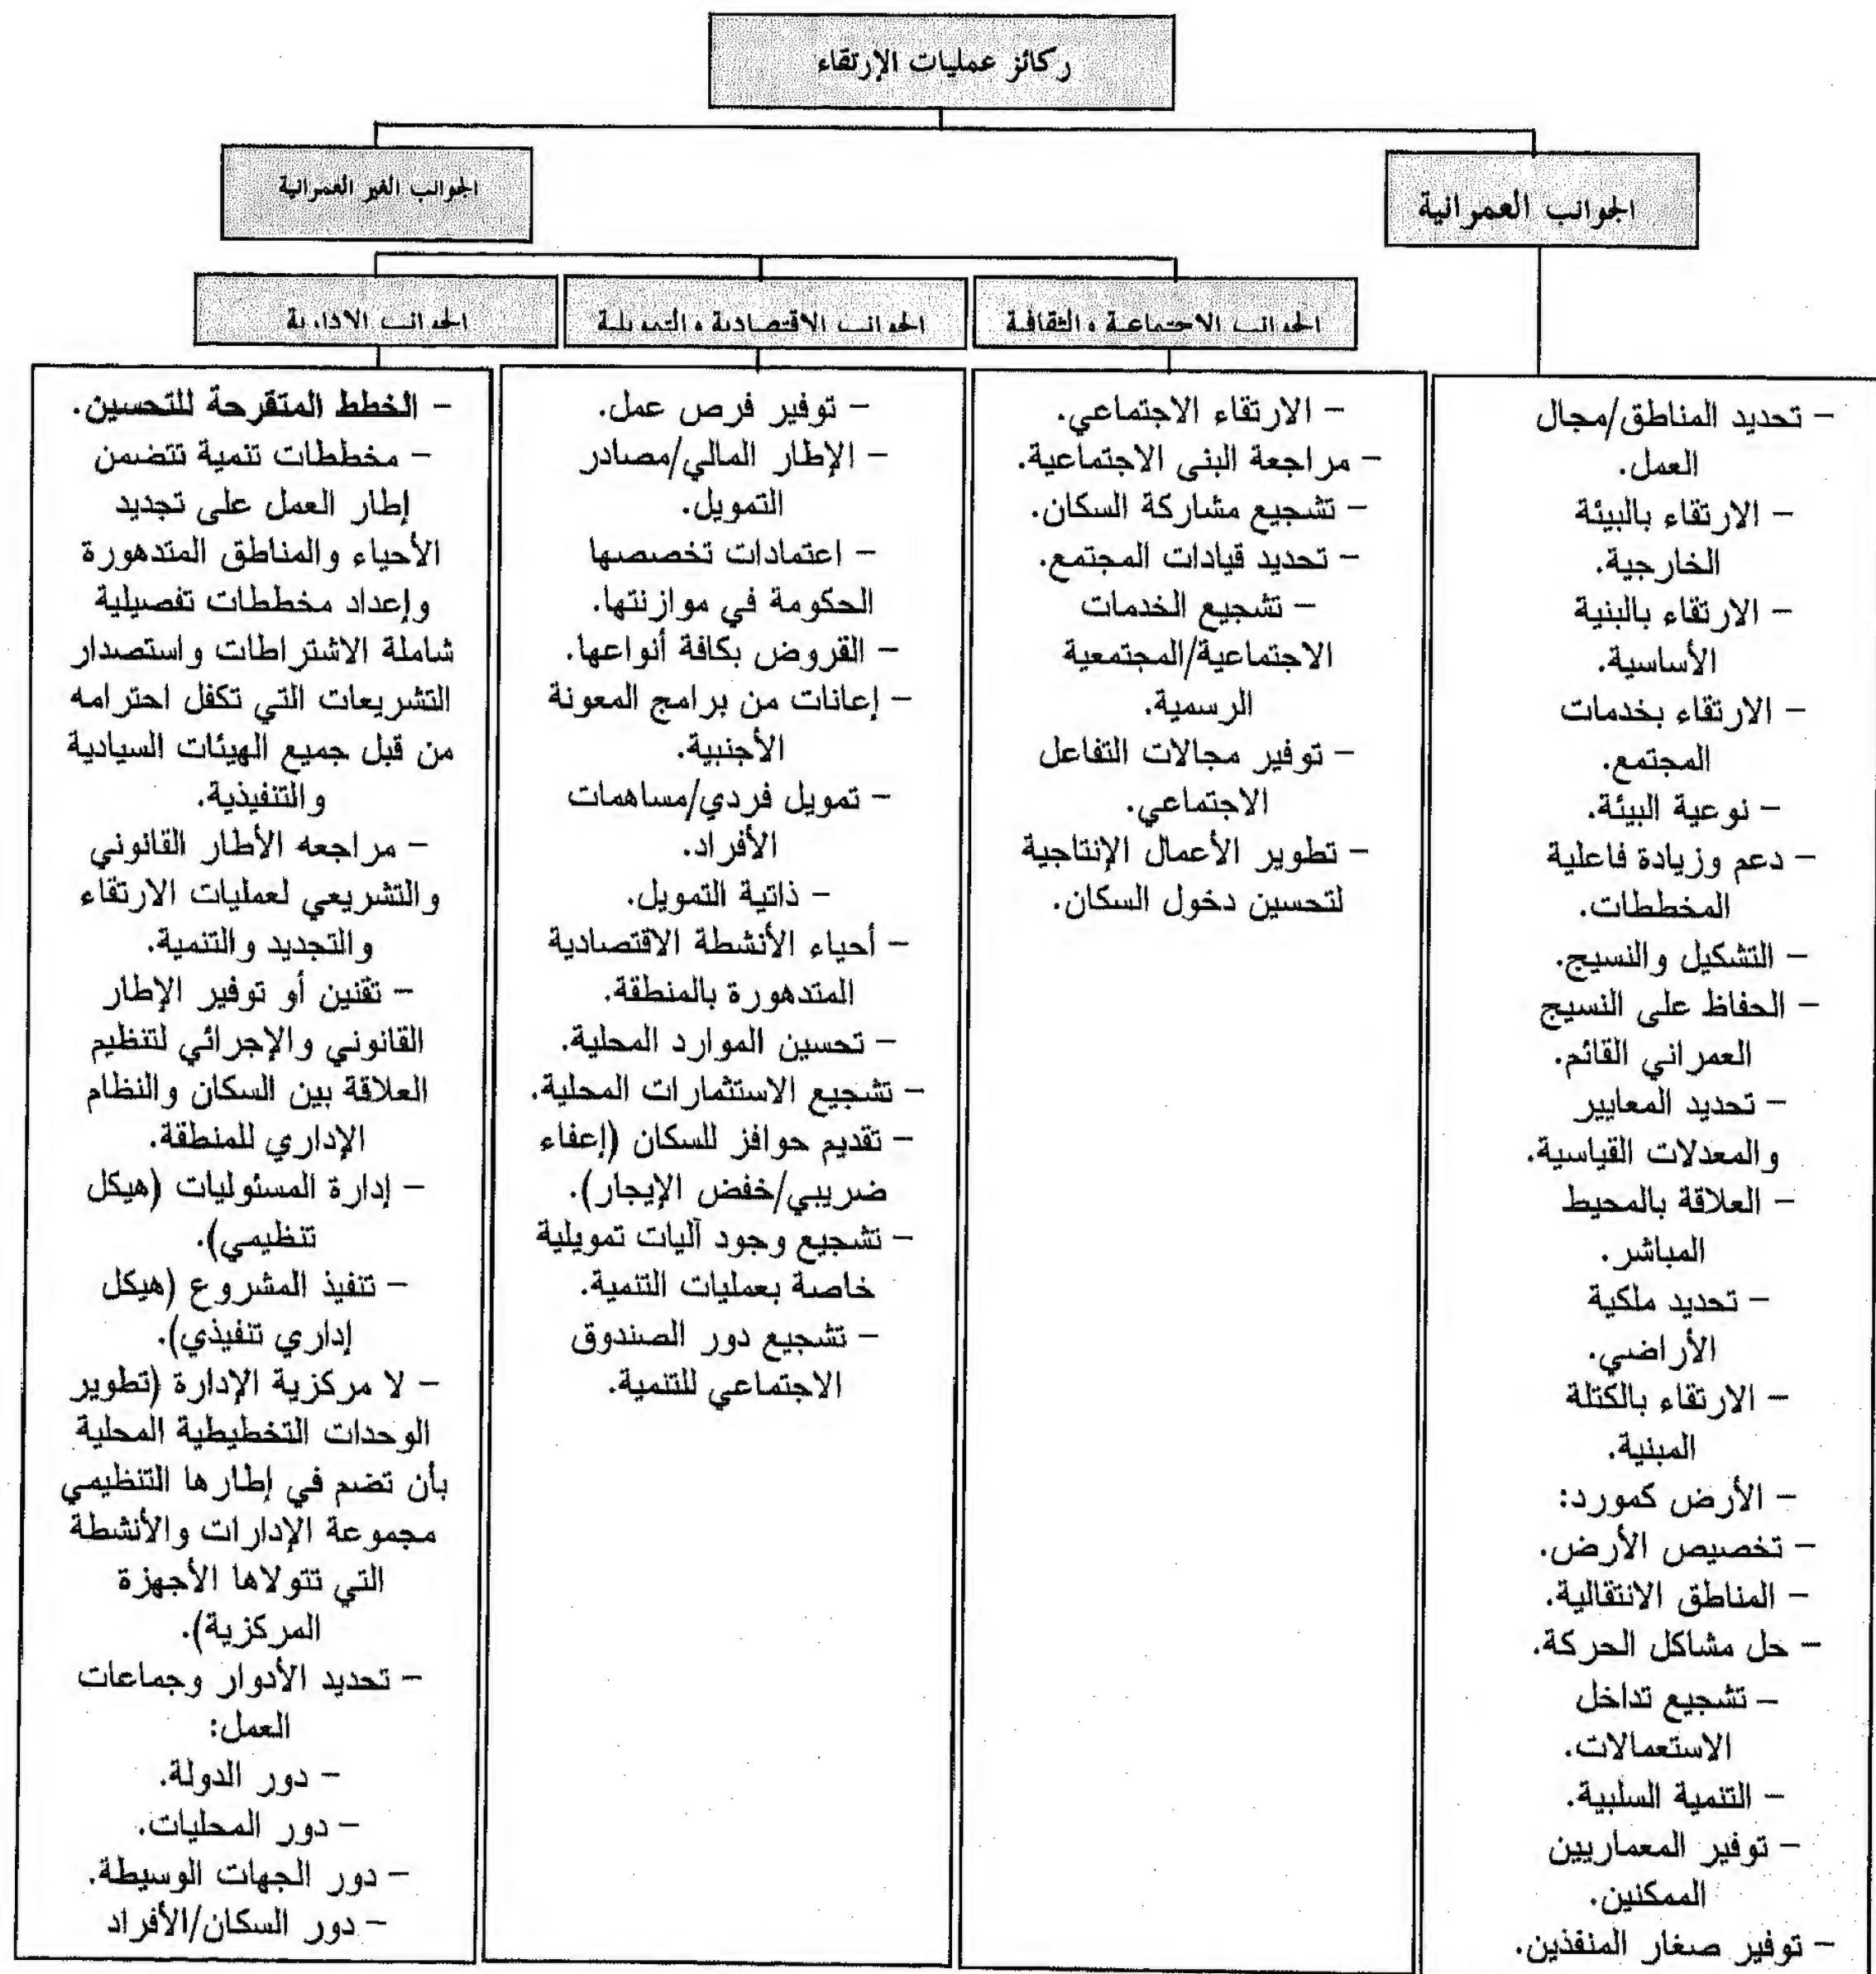 ركائز عمليات الإرتقاء
الجوانب العمرانية
الجوانب الغير العمرانية
الجوانب الاجتماعية والثقافية
الجوانب الاقتصادية والتمويلية
الجوانب الادارية
– تحديد المناطق/مجال
العمل.
– الارتقاء بالبيئة
الخارجية.
– الارتقاء بالبنية
الأساسية.
– الارتقاء بخدمات
المجتمع.
– نوعية البيئة.
– دعم وزيادة فاعلية
المخططات.
– التشكيل والنسيج.
– الحفاظ على النسيج
العمراني القائم.
– تحديد المعايير
والمعدلات القياسية.
– العلاقة بالمحيط
المباشر.
– تحديد ملكية
الأراضي.
– الارتقاء بالكتلة
المبنية.
– الأرض كمورد:
– تخصيص الأرض.
– المناطق الانتقالية.
– حل مشاكل الحركة.
– تشجيع تداخل
الاستعمالات.
– التنمية السلبية.
– توفير المعماريين
الممكنين.
– توفير صغار المنفذين.
– الارتقاء الاجتماعي.
– مراجعة البنى الاجتماعية.
– تشجيع مشاركة السكان.
– تحديد قيادات المجتمع.
– تشجيع الخدمات
الاجتماعية/المجتمعية
الرسمية.
– توفير مجالات التفاعل
الاجتماعي.
– تطوير الأعمال الإنتاجية
لتحسين دخول السكان.
– توفير فرص عمل.
– الإطار المالي/مصادر
التمويل.
– اعتمادات تخصصها
الحكومة في موازنتها.
– القروض بكافة أنواعها.
– إعانات من برامج المعونة
الأجنبية.
– تمويل فردي/مساهمات
الأفراد.
– ذاتية التمويل.
– أحياء الأنشطة الاقتصادية
المتدهورة بالمنطقة.
– تحسين الموارد المحلية.
– تشجيع الاستثمارات المحلية.
– تقديم حوافز للسكان (إعفاء
ضريبي/خفض الإيجار).
– تشجيع وجود آليات تمويلية
خاصة بعمليات التنمية.
– تشجيع دور الصندوق
الاجتماعي للتنمية.
– الخطط المتقرحة للتحسين.
– مخططات تنمية تتضمن
إطار العمل على تجديد
الأحياء والمناطق المتدهورة
وإعداد مخططات تفصيلية
شاملة الاشتراطات واستصدار
التشريعات التي تكفل احترامه
من قبل جميع الهيئات السيادية
والتنفيذية.
– مراجعه الأطار القانوني
والتشريعي لعمليات الارتقاء
والتجديد والتنمية.
– تقنين أو توفير الإطار
القانوني والإجرائي لتنظيم
العلاقة بين السكان والنظام
الإداري للمنطقة.
– إدارة المسئوليات (هيكل
تنظيمي).
– تنفيذ المشروع (هيكل
إداري تنفيذي).
– لا مركزية الإدارة (تطوير
الوحدات التخطيطية المحلية
بأن تضم في إطارها التنظيمي
مجموعة الإدارات والأنشطة
التي تتولاها الأجهزة
المركزية).
– تحديد الأدوار وجماعات
العمل:
– دور الدولة.
– دور المحليات.
– دور الجهات الوسيطة.
– دور السكان/الأفراد